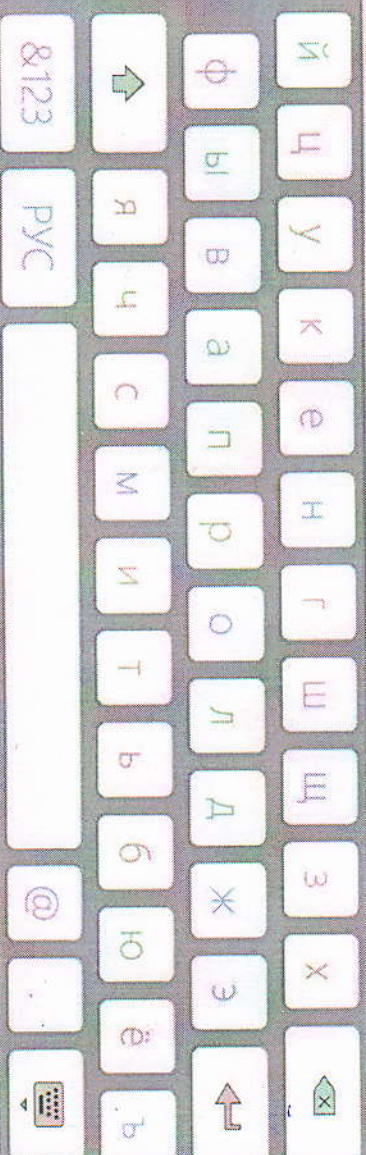 й ц у к е н г ш щ з х
ф ы в а п р о л д ж э
я ч с м и т ь б ю ё ъ
&123 РУС @ .